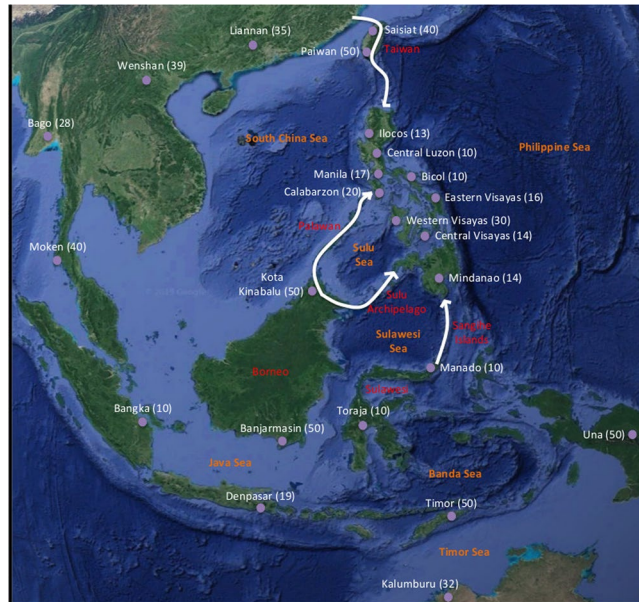 Liannan (35)
Saisiat (40)
Paiwan (50)
Taiwan
Wenshan (39)
Bago (28)
Ilocos (13)
South China Sea
Philippine Sea
Central Luzon (10)
Manila (17)
Bicol (10)
Calabarzon (20)
Eastern Visayas (16)
Palawan
Western Visayas (30)
Central Visayas (14)
Moken (40)
Sulu
Sea
Kota
Kinabalu (50)
Mindanao (14)
Sulu
Archipelago
Sulawesi
Sea
Sangihe
Islands
Borneo
Manado (10)
Sulawesi
Bangka (10)
Banjarmasin (50)
Toraja (10)
Una (50)
Java Sea
Banda Sea
Denpasar (19)
Timor (50)
Timor Sea
Kalumburu (32)